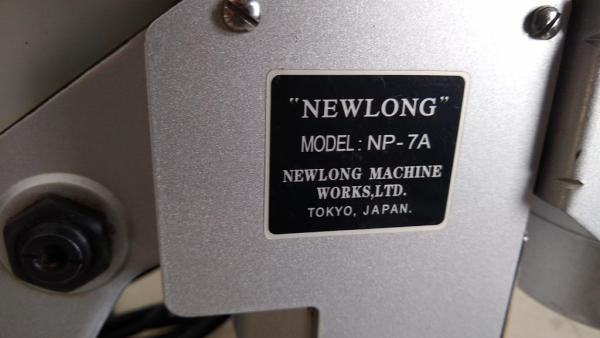 "NEWLONG"
MODEL: NP-7A
NEWLONG MACHINE
WORKS,LTD.
TOKYO, JAPAN.